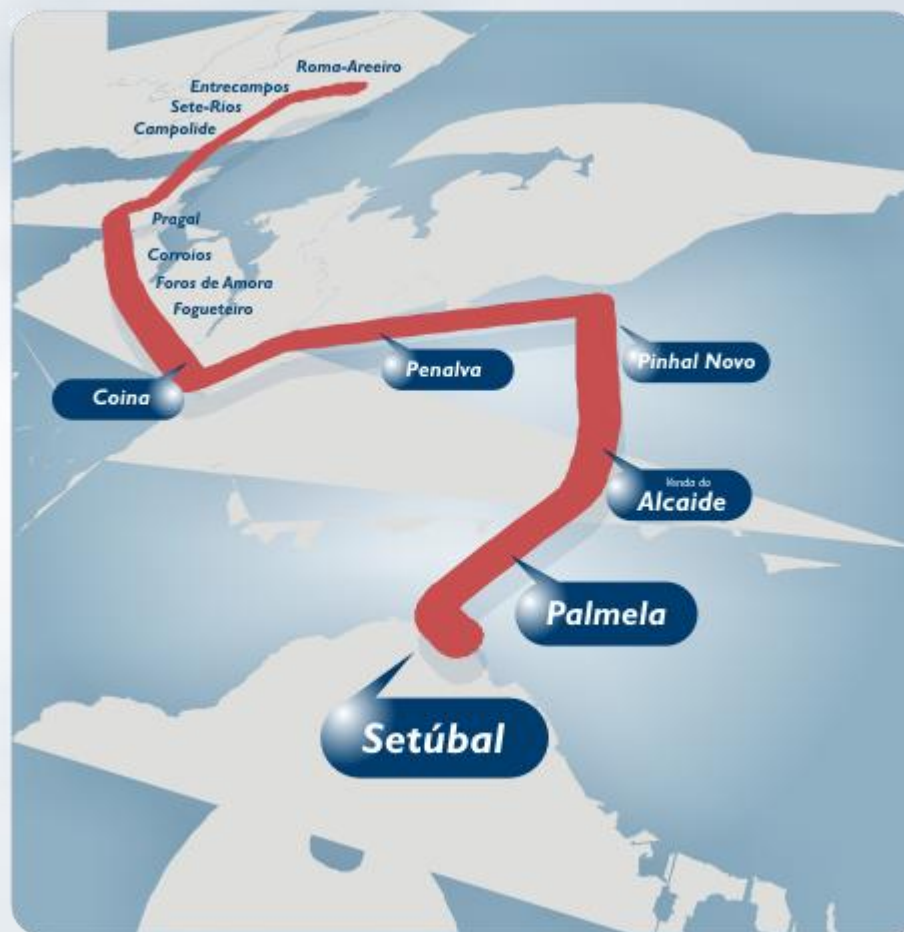 Roma-Areeiro
Entrecampos
Sete-Rios
Campolide
Pragal
Corroios
Foros de Amora
Fogueteiro
Coina
Penalva
Pinhal Novo
Venda do
Alcaide
Palmela
Setúbal